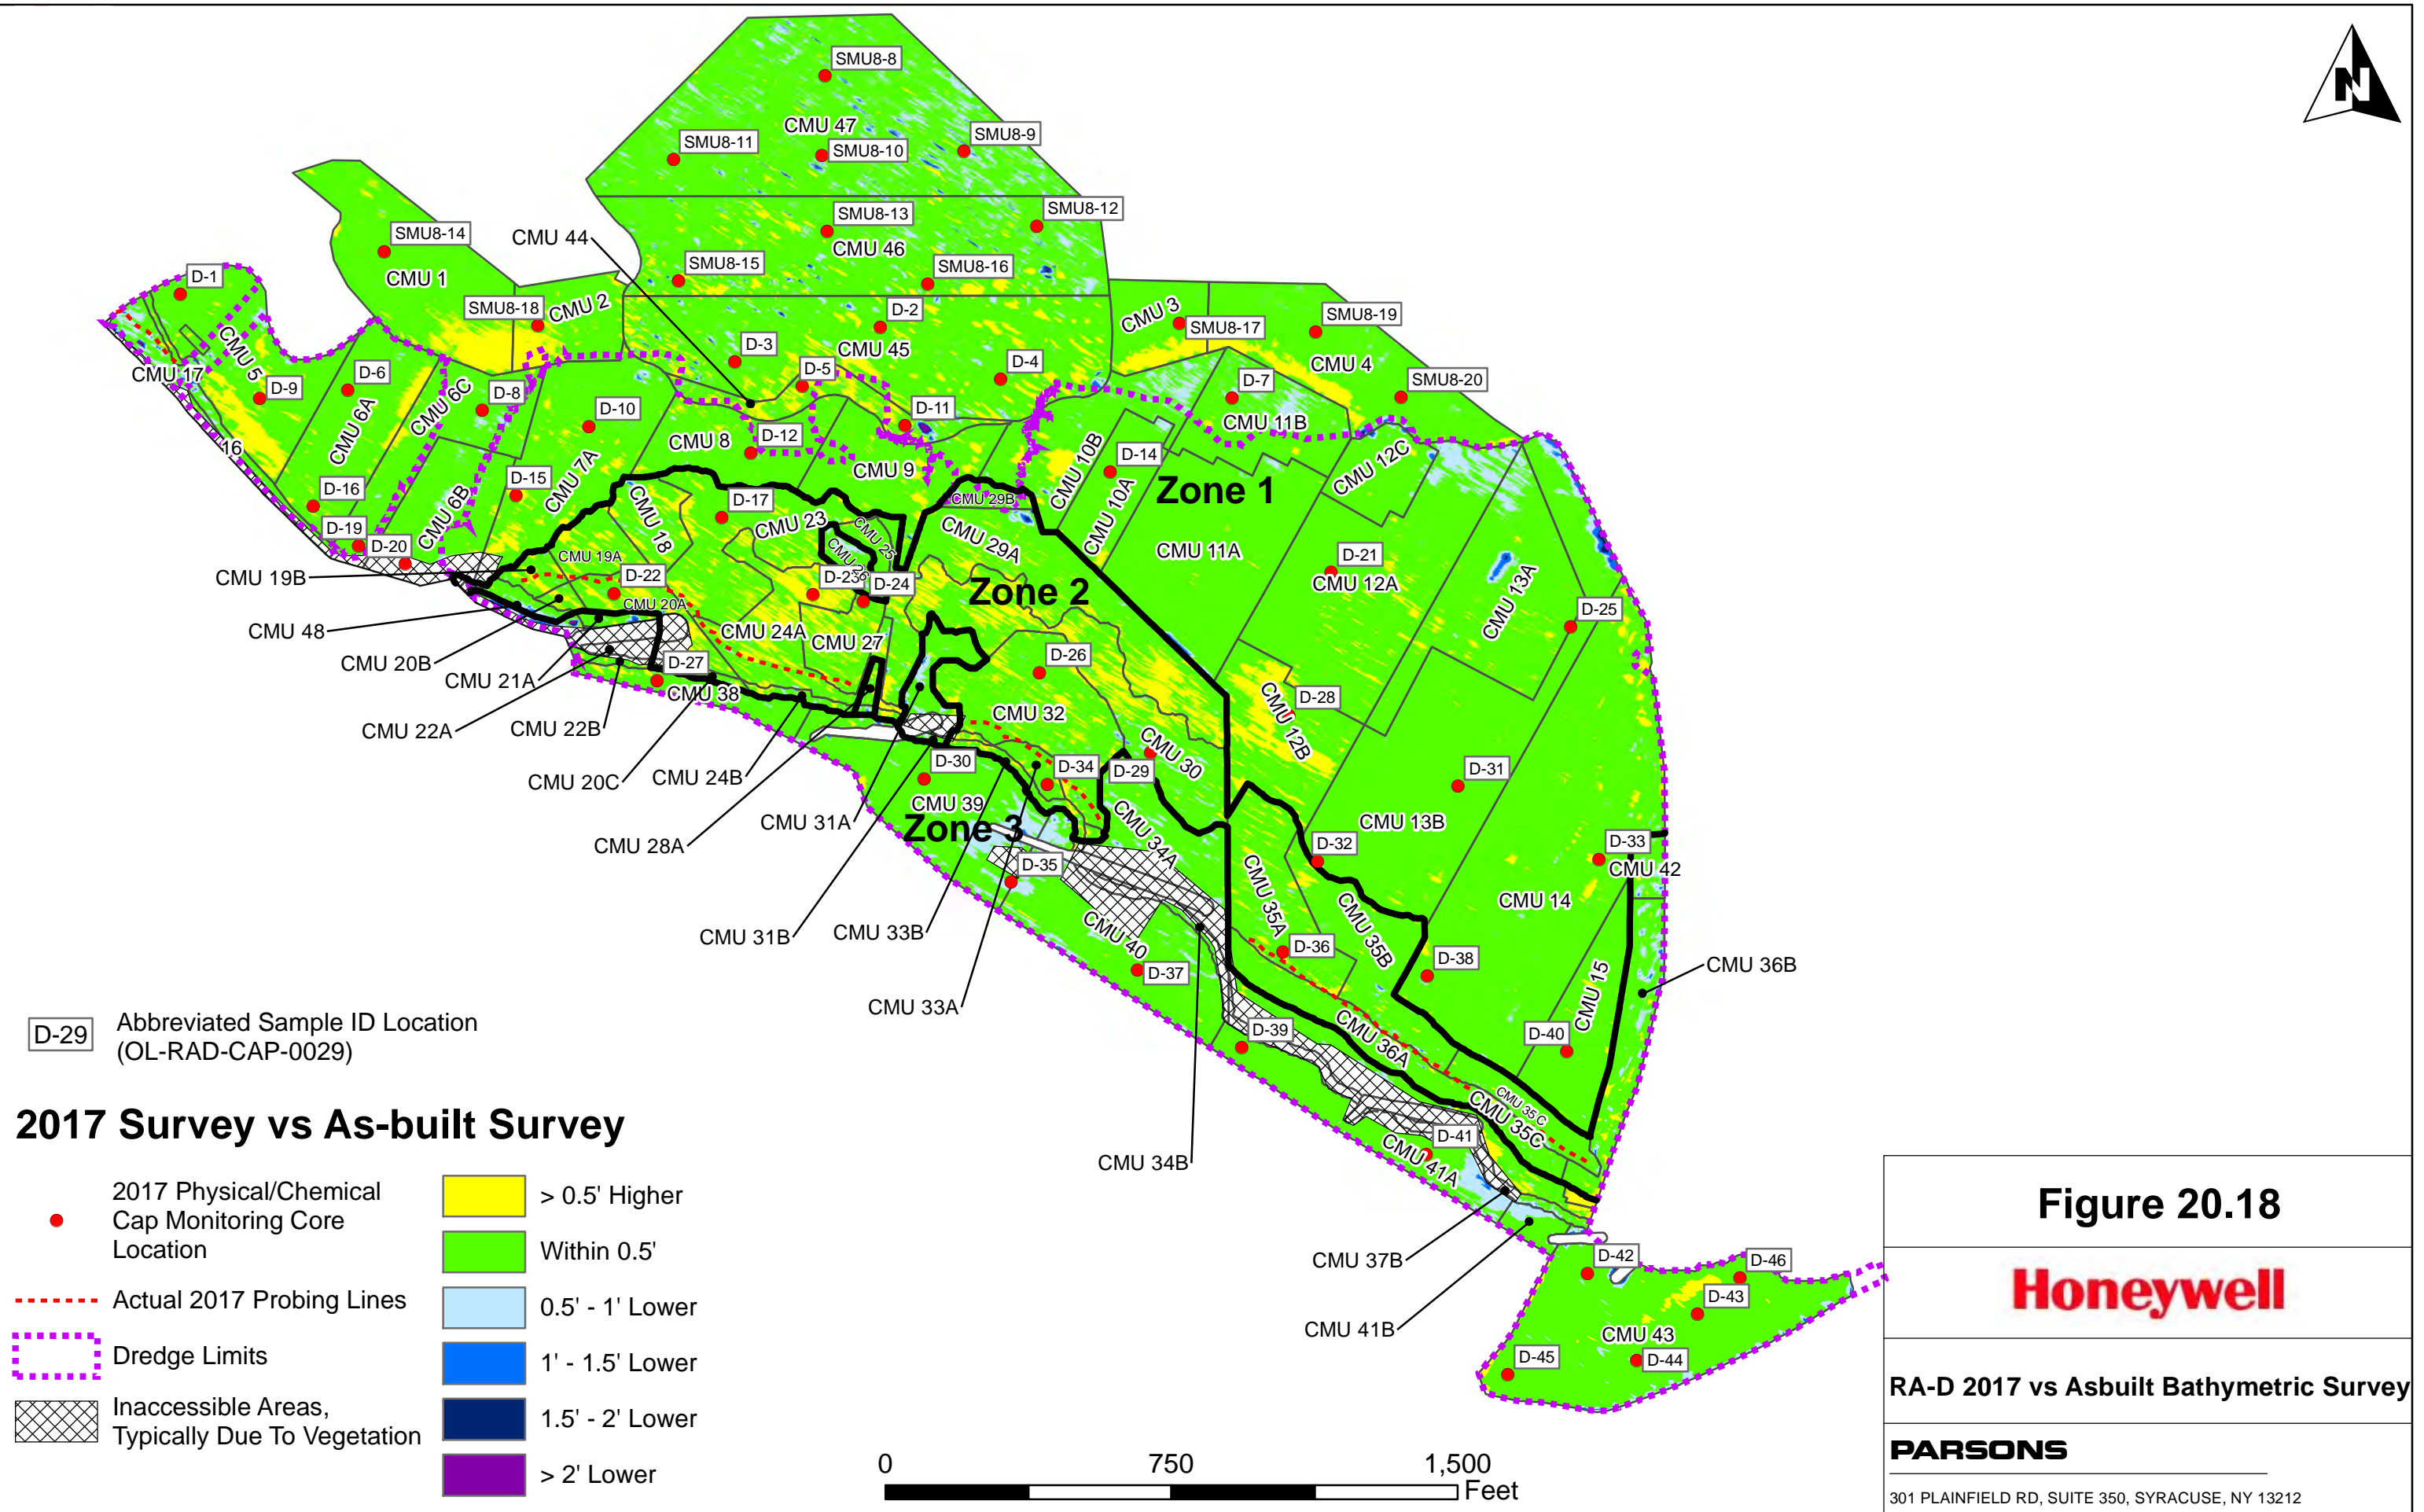 N
SMU8-8
CMU 47
SMU8-9
SMU8-11
SMU8-10
SMU8-12
SMU8-13
SMU8-14
CMU 44
CMU 46
SMU8-15
SMU8-16
D-1
CMU 1
SMU8-18
CMU 2
D-2
CMU 3
SMU8-17
SMU8-19
D-3
CMU 45
CMU 4
CMU 5
D-4
D-5
CMU 17
D-9
D-6
D-8
D-7
SMU8-20
CMU 6A
CMU 6C
D-10
D-11
CMU 11B
CMU 8
D-12
16
CMU 9
CMU 10B
D-14
CMU 12C
D-15
CMU 7A
D-16
CMU 6B
D-17
CMU 29B
CMU 10A
Zone 1
CMU 18
CMU 23
CMU 25
CMU 29A
CMU 11A
D-19
D-20
CMU 19A
CMU 26
D-21
CMU 12A
CMU 13A
CMU 19B
D-22
D-23
D-24
Zone 2
CMU 20A
D-25
CMU 48
CMU 24A
CMU 27
CMU 20B
D-27
D-26
CMU 21A
CMU 38
D-28
CMU 12B
CMU 22A
CMU 22B
CMU 32
CMU 30
CMU 20C
CMU 24B
D-30
D-34
D-29
D-31
CMU 39
CMU 31A
Zone 3
CMU 34A
CMU 13B
CMU 28A
D-32
D-33
CMU 42
D-35
CMU 35A
CMU 35B
CMU 14
CMU 31B
CMU 33B
CMU 40
D-36
D-38
D-37
CMU 36B
CMU 33A
CMU 15
D-39
CMU 36A
D-40
CMU 35C
CMU 35C
D-41
CMU 41A
CMU 34B
CMU 37B
CMU 41B
D-42
D-46
D-43
CMU 43
D-45
D-44
D-29
Abbreviated Sample ID Location
(OL-RAD-CAP-0029)
2017 Survey vs As-built Survey
2017 Physical/Chemical
Cap Monitoring Core
Location
Actual 2017 Probing Lines
Dredge Limits
Inaccessible Areas,
Typically Due To Vegetation
> 0.5' Higher
Within 0.5'
0.5' - 1' Lower
1' - 1.5' Lower
1.5' - 2' Lower
> 2' Lower
0 750 1,500
Feet
Figure 20.18
Honeywell
RA-D 2017 vs Asbuilt Bathymetric Survey
PARSONS
301 PLAINFIELD RD, SUITE 350, SYRACUSE, NY 13212